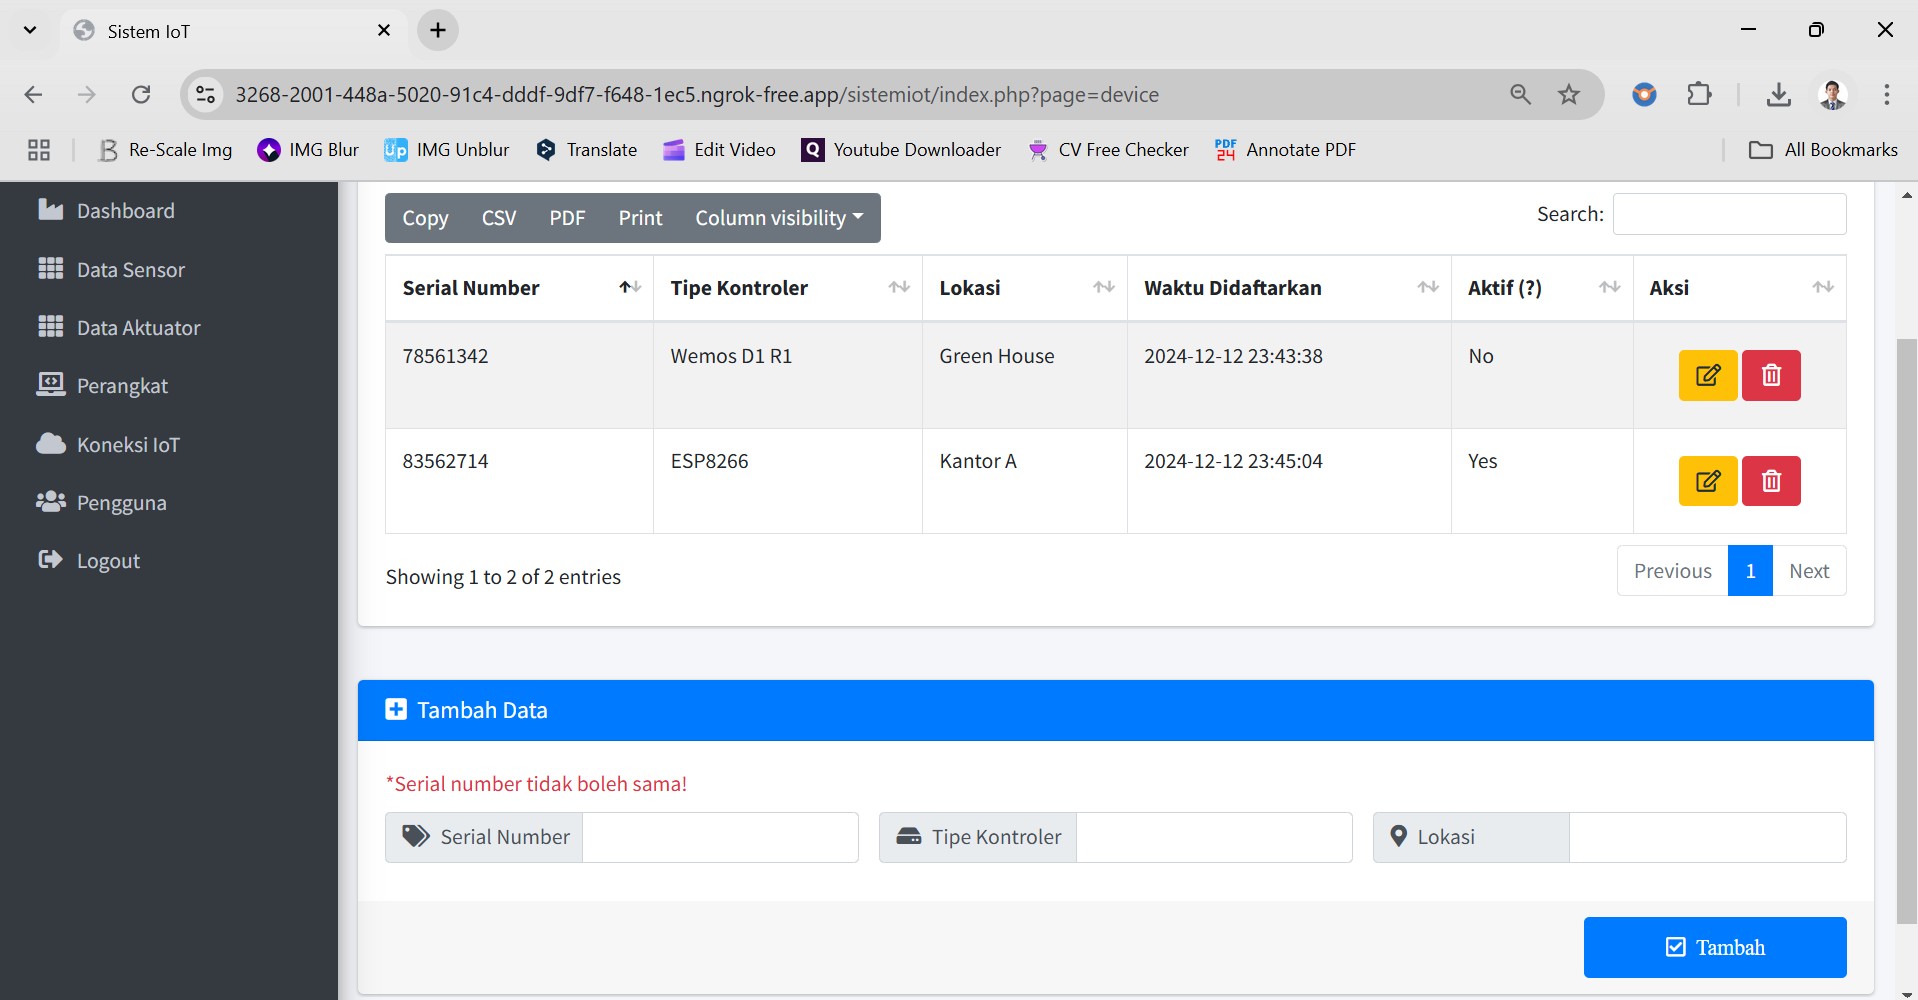 Sistem IoT
3268-2001-448a-5020-91c4-dddf-9df7-f648-1ec5.ngrok-free.app/sistemiot/index.php?page=device
Re-Scale Img IMG Blur Up IMG Unblur Translate Edit Video Q Youtube Downloader CV Free Checker PDF 24 Annotate PDF All Bookmarks
Dashboard
Data Sensor
Data Aktuator
Perangkat
Koneksi IoT
Pengguna
Logout
Copy CSV PDF Print Column visibility Search:
Serial Number Tipe Kontroler Lokasi Waktu Didaftarkan Aktif (?) Aksi
78561342 Wemos D1 R1 Green House 2024-12-12 23:43:38 No
83562714 ESP8266 Kantor A 2024-12-12 23:45:04 Yes
Showing 1 to 2 of 2 entries Previous 1 Next
Tambah Data
*Serial number tidak boleh sama!
Serial Number Tipe Kontroler Lokasi
Tambah